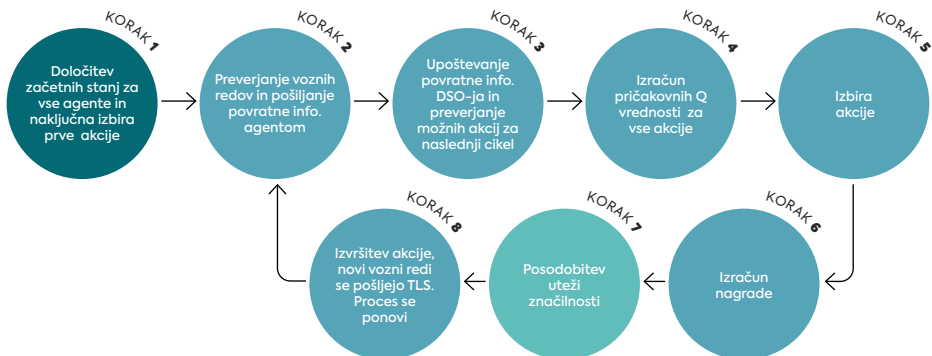 KORAK 1
Določitev
začetnih stanj za
vse agente in
naključna izbira
prve akcije
KORAK 2
Preverjanje voznih
redov in pošiljanje
povratne info.
agentom
KORAK 3
Upoštevanje
povratne info.
DSO-ja in
preverjanje
možnih akcij za
naslednji cikel
KORAK 4
Izračun
pričakovnih Q
vrednosti za
vse akcije
KORAK 5
Izbira
akcije
KORAK 6
Izračun
nagrade
KORAK 7
Posodobitev
uteži
značilnosti
KORAK 8
Izvršitev akcije,
novi vozni redi
se pošljejo TLS.
Proces se
ponovi